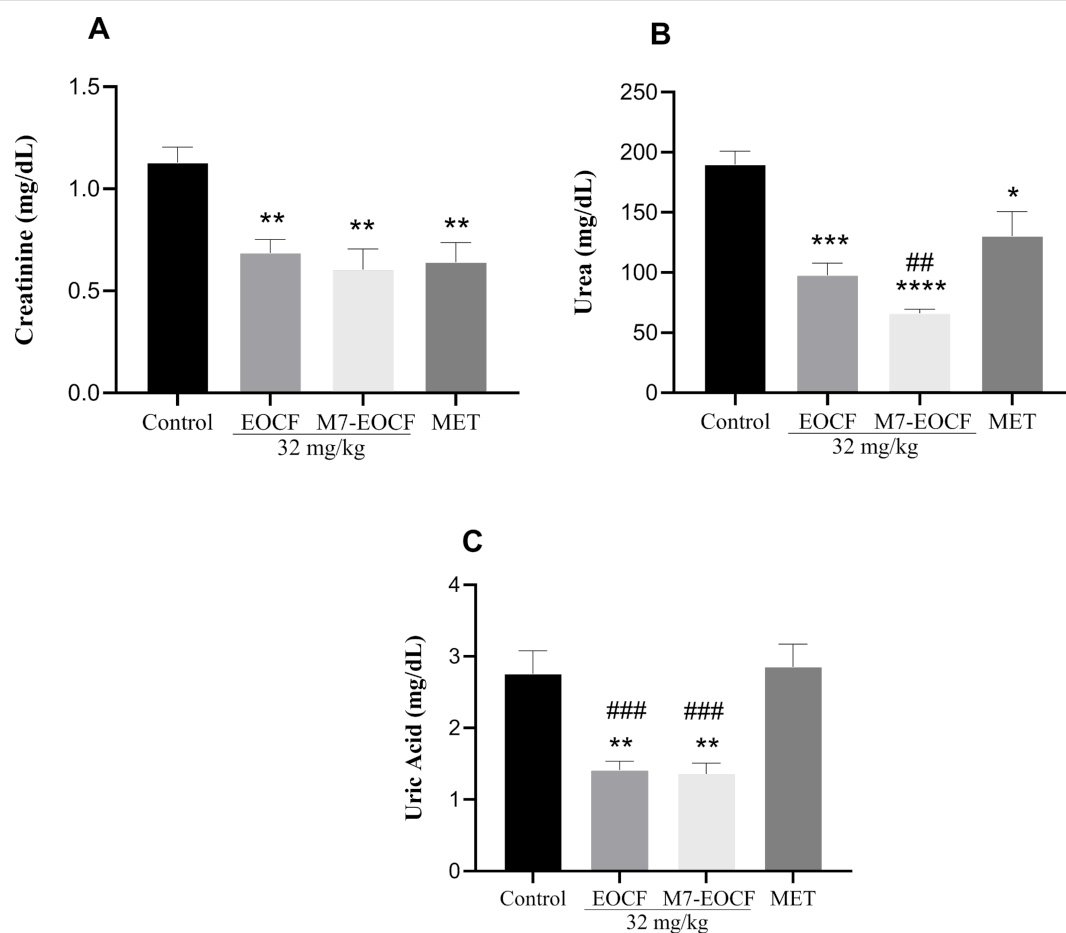 A
Creatinine (mg/dL)
1.5
1.0
0.5
0.0
** ** **
Control EOCF M7-EOCF MET
32 mg/kg
B
Urea (mg/dL)
250
200
150
100
50
0
***
##
****
*
Control EOCF M7-EOCF MET
32 mg/kg
C
Uric Acid (mg/dL)
4
3
2
1
0
### ###
** **
Control EOCF M7-EOCF MET
32 mg/kg